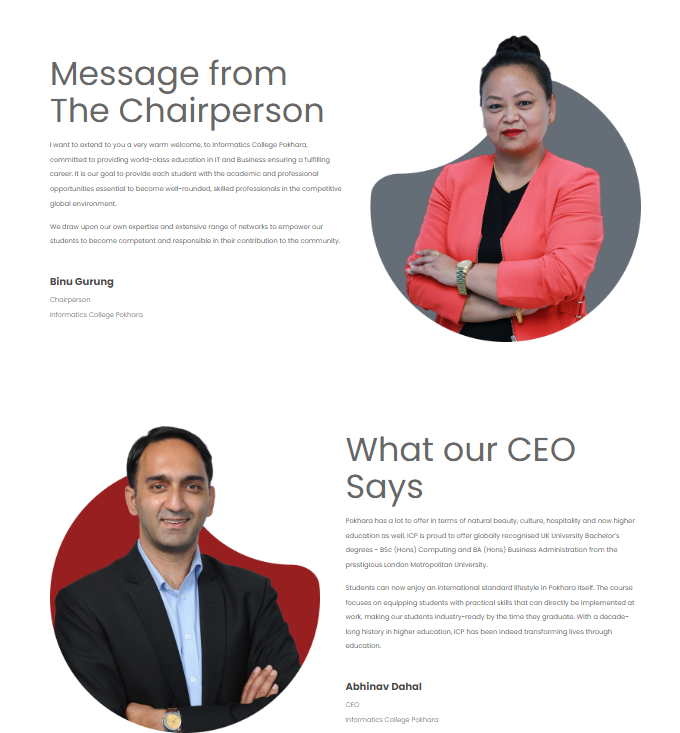 Message from
The Chairperson
I want to extend to you a very warm welcome, to Informatics College Pokhara,
committed to providing world-class education in IT and Business ensuring a fulfilling
career. It is our goal to provide each student with the academic and professional
opportunities essential to become well-rounded, skilled professionals in the competitive
global environment.
We draw upon our own expertise and extensive range of networks to empower our
students to become competent and responsible in their contribution to the community.
Binu Gurung
Chairperson
Informatics College Pokhara
What our CEO
Says
Pokhara has a lot to offer in terms of natural beauty, culture, hospitality and now higher
education as well. ICP is proud to offer globally recognised UK University Bachelor's
degrees - BSc (Hons) Computing and BA (Hons) Business Administration from the
prestigious London Metropolitan University.
Students can now enjoy an international standard lifestyle in Pokhara itself. The course
focuses on equipping students with practical skills that can directly be implemented at
work, making our students industry-ready by the time they graduate. With a decade-
long history in higher education, ICP has been indeed transforming lives through
education.
Abhinav Dahal
CEO
Informatics College Pokhara